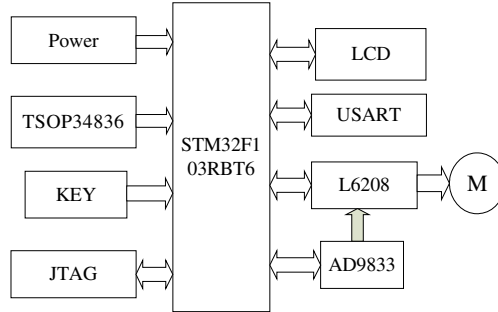 Power
TSOP34836
KEY
JTAG
STM32F1
03RBT6
LCD
USART
L6208
M
AD9833